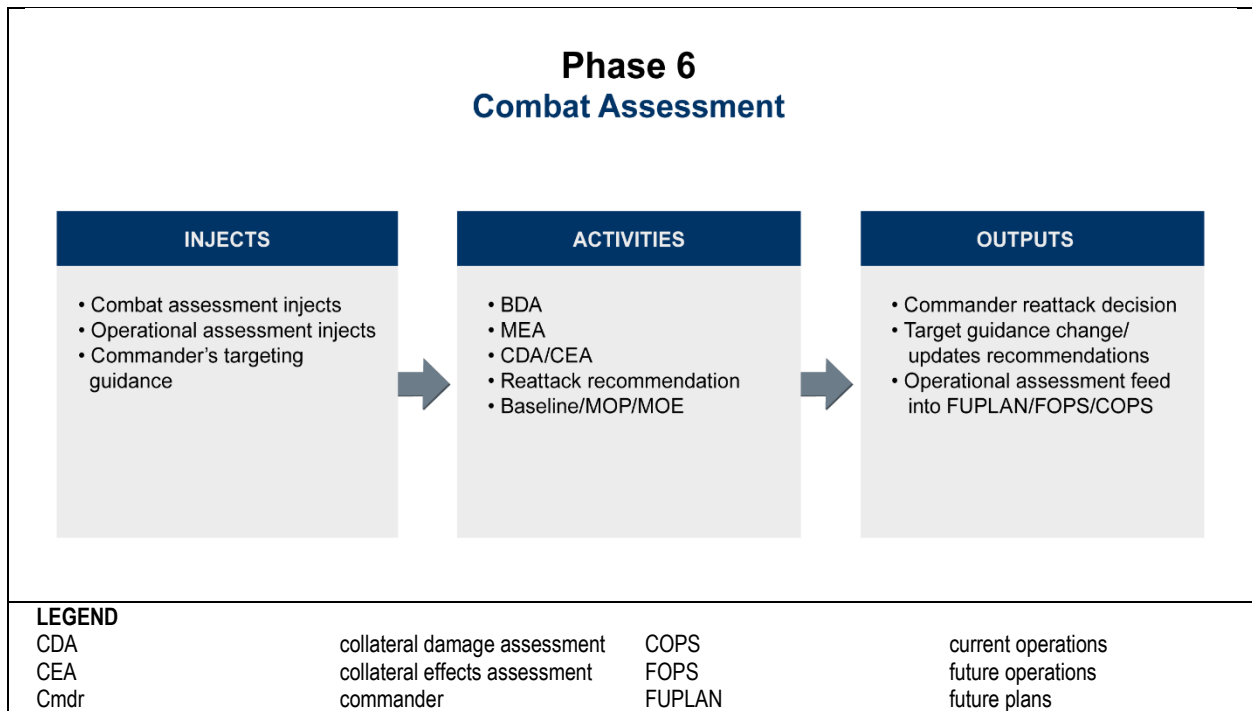 Phase 6
Combat Assessment
INJECTS
• Combat assessment injects
• Operational assessment injects
• Commander's targeting
guidance
ACTIVITIES
• BDA
• MEA
• CDA/CEA
• Reattack recommendation
• Baseline/MOP/MOE
OUTPUTS
• Commander reattack decision
• Target guidance change/
updates recommendations
• Operational assessment feed
into FUPLAN/FOPS/COPS
LEGEND
CDA collateral damage assessment COPS current operations
CEA collateral effects assessment FOPS future operations
Cmdr commander FUPLAN future plans